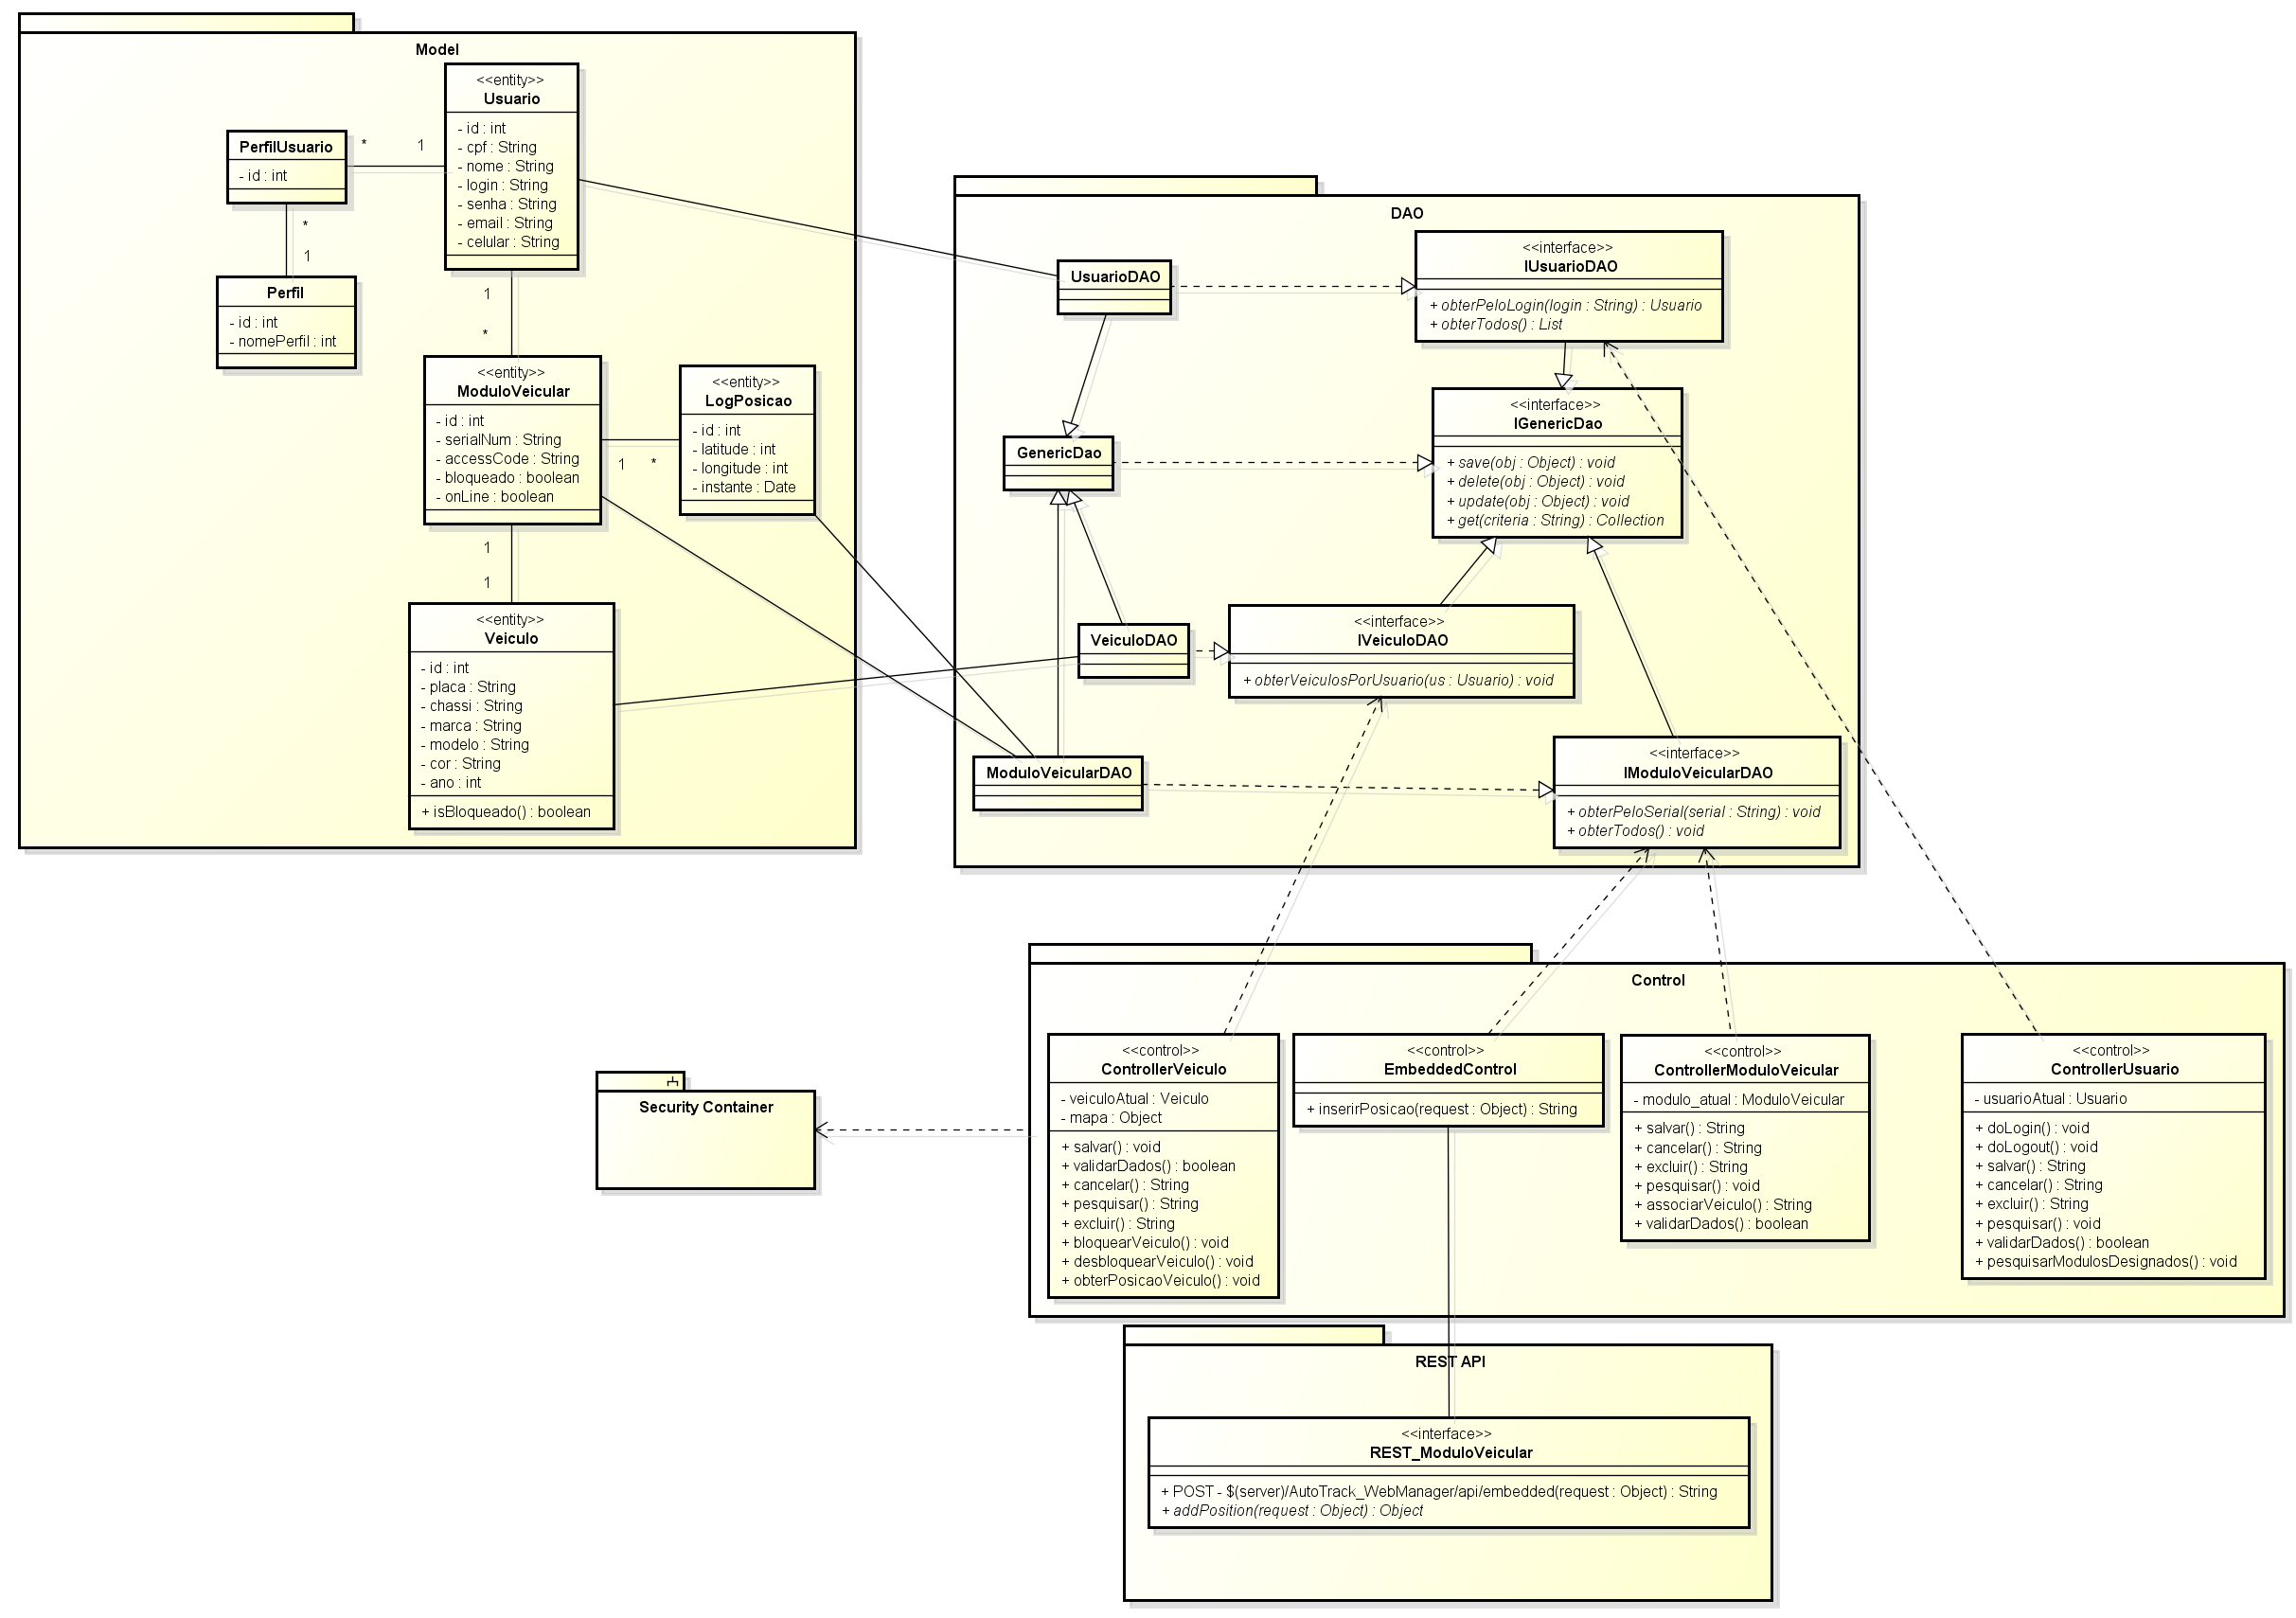 Model
<<entity>>
Usuario
- id : int
- cpf : String
- nome : String
- login : String
- senha : String
- email : String
- celular : String
PerfilUsuario
- id : int
*
1
*
1
Perfil
- id : int
- nomePerfil : int
1
*
<<entity>>
ModuloVeicular
- id : int
- serialNum : String
- accessCode : String
- bloqueado : boolean
- onLine : boolean
1
*
<<entity>>
LogPosicao
- id : int
- latitude : int
- longitude : int
- instante : Date
1
1
<<entity>>
Veiculo
- id : int
- placa : String
- chassi : String
- marca : String
- modelo : String
- cor : String
- ano : int
+ isBloqueado() : boolean
DAO
UsuarioDAO
<<interface>>
IUsuarioDAO
+ obterPeloLogin(login : String) : Usuario
+ obterTodos() : List
GenericDao
<<interface>>
IGenericDao
+ save(obj : Object) : void
+ delete(obj : Object) : void
+ update(obj : Object) : void
+ get(criteria : String) : Collection
VeiculoDAO
<<interface>>
IVeiculoDAO
+ obterVeiculosPorUsuario(us : Usuario) : void
ModuloVeicularDAO
<<interface>>
IModuloVeicularDAO
+ obterPeloSerial(serial : String) : void
+ obterTodos() : void
Control
<<control>>
ControllerVeiculo
- veiculoAtual : Veiculo
- mapa : Object
+ salvar() : void
+ validarDados() : boolean
+ cancelar() : String
+ pesquisar() : String
+ excluir() : String
+ bloquearVeiculo() : void
+ desbloquearVeiculo() : void
+ obterPosicaoVeiculo() : void
<<control>>
EmbeddedControl
+ inserirPosicao(request : Object) : String
<<control>>
ControllerModuloVeicular
- modulo_atual : ModuloVeicular
+ salvar() : String
+ cancelar() : String
+ excluir() : String
+ pesquisar() : void
+ associarVeiculo() : String
+ validarDados() : boolean
<<control>>
ControllerUsuario
- usuarioAtual : Usuario
+ doLogin() : void
+ doLogout() : void
+ salvar() : String
+ cancelar() : String
+ excluir() : String
+ pesquisar() : void
+ validarDados() : boolean
+ pesquisarModulosDesignados() : void
Security Container
REST API
<<interface>>
REST_ModuloVeicular
+ POST - $(server)/AutoTrack_WebManager/api/embedded(request : Object) : String
+ addPosition(request : Object) : Object